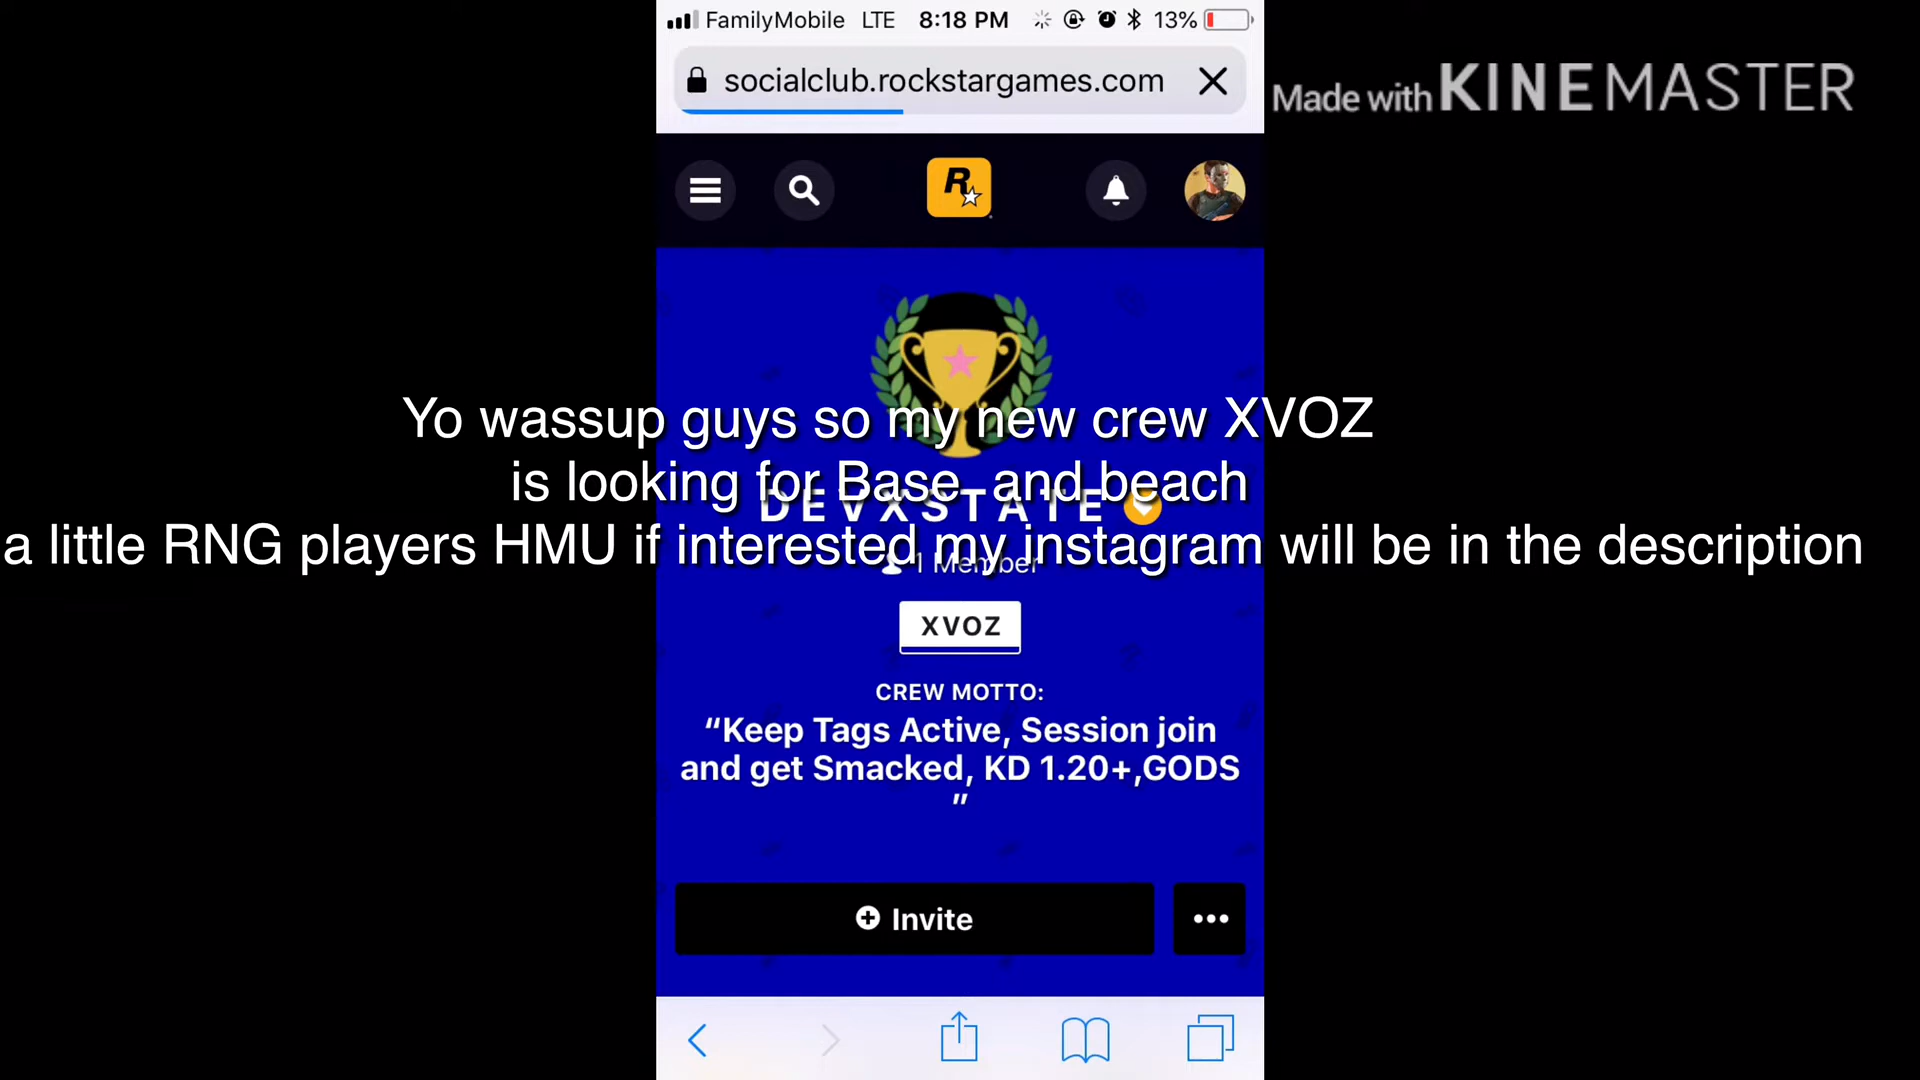 FamilyMobile LTE 8:18 PM 13%
socialclub.rockstargames.com
Made with KINEMASTER
R
Yo wassup guys so my new crew XVOZ
is looking for Base and beach
DEVXSTATE
a little RNG players HMU if interested my instagram will be in the description
1 Member
XVOZ
CREW MOTTO:
“Keep Tags Active, Session join
and get Smacked, KD 1.20+,GODS
”
Invite